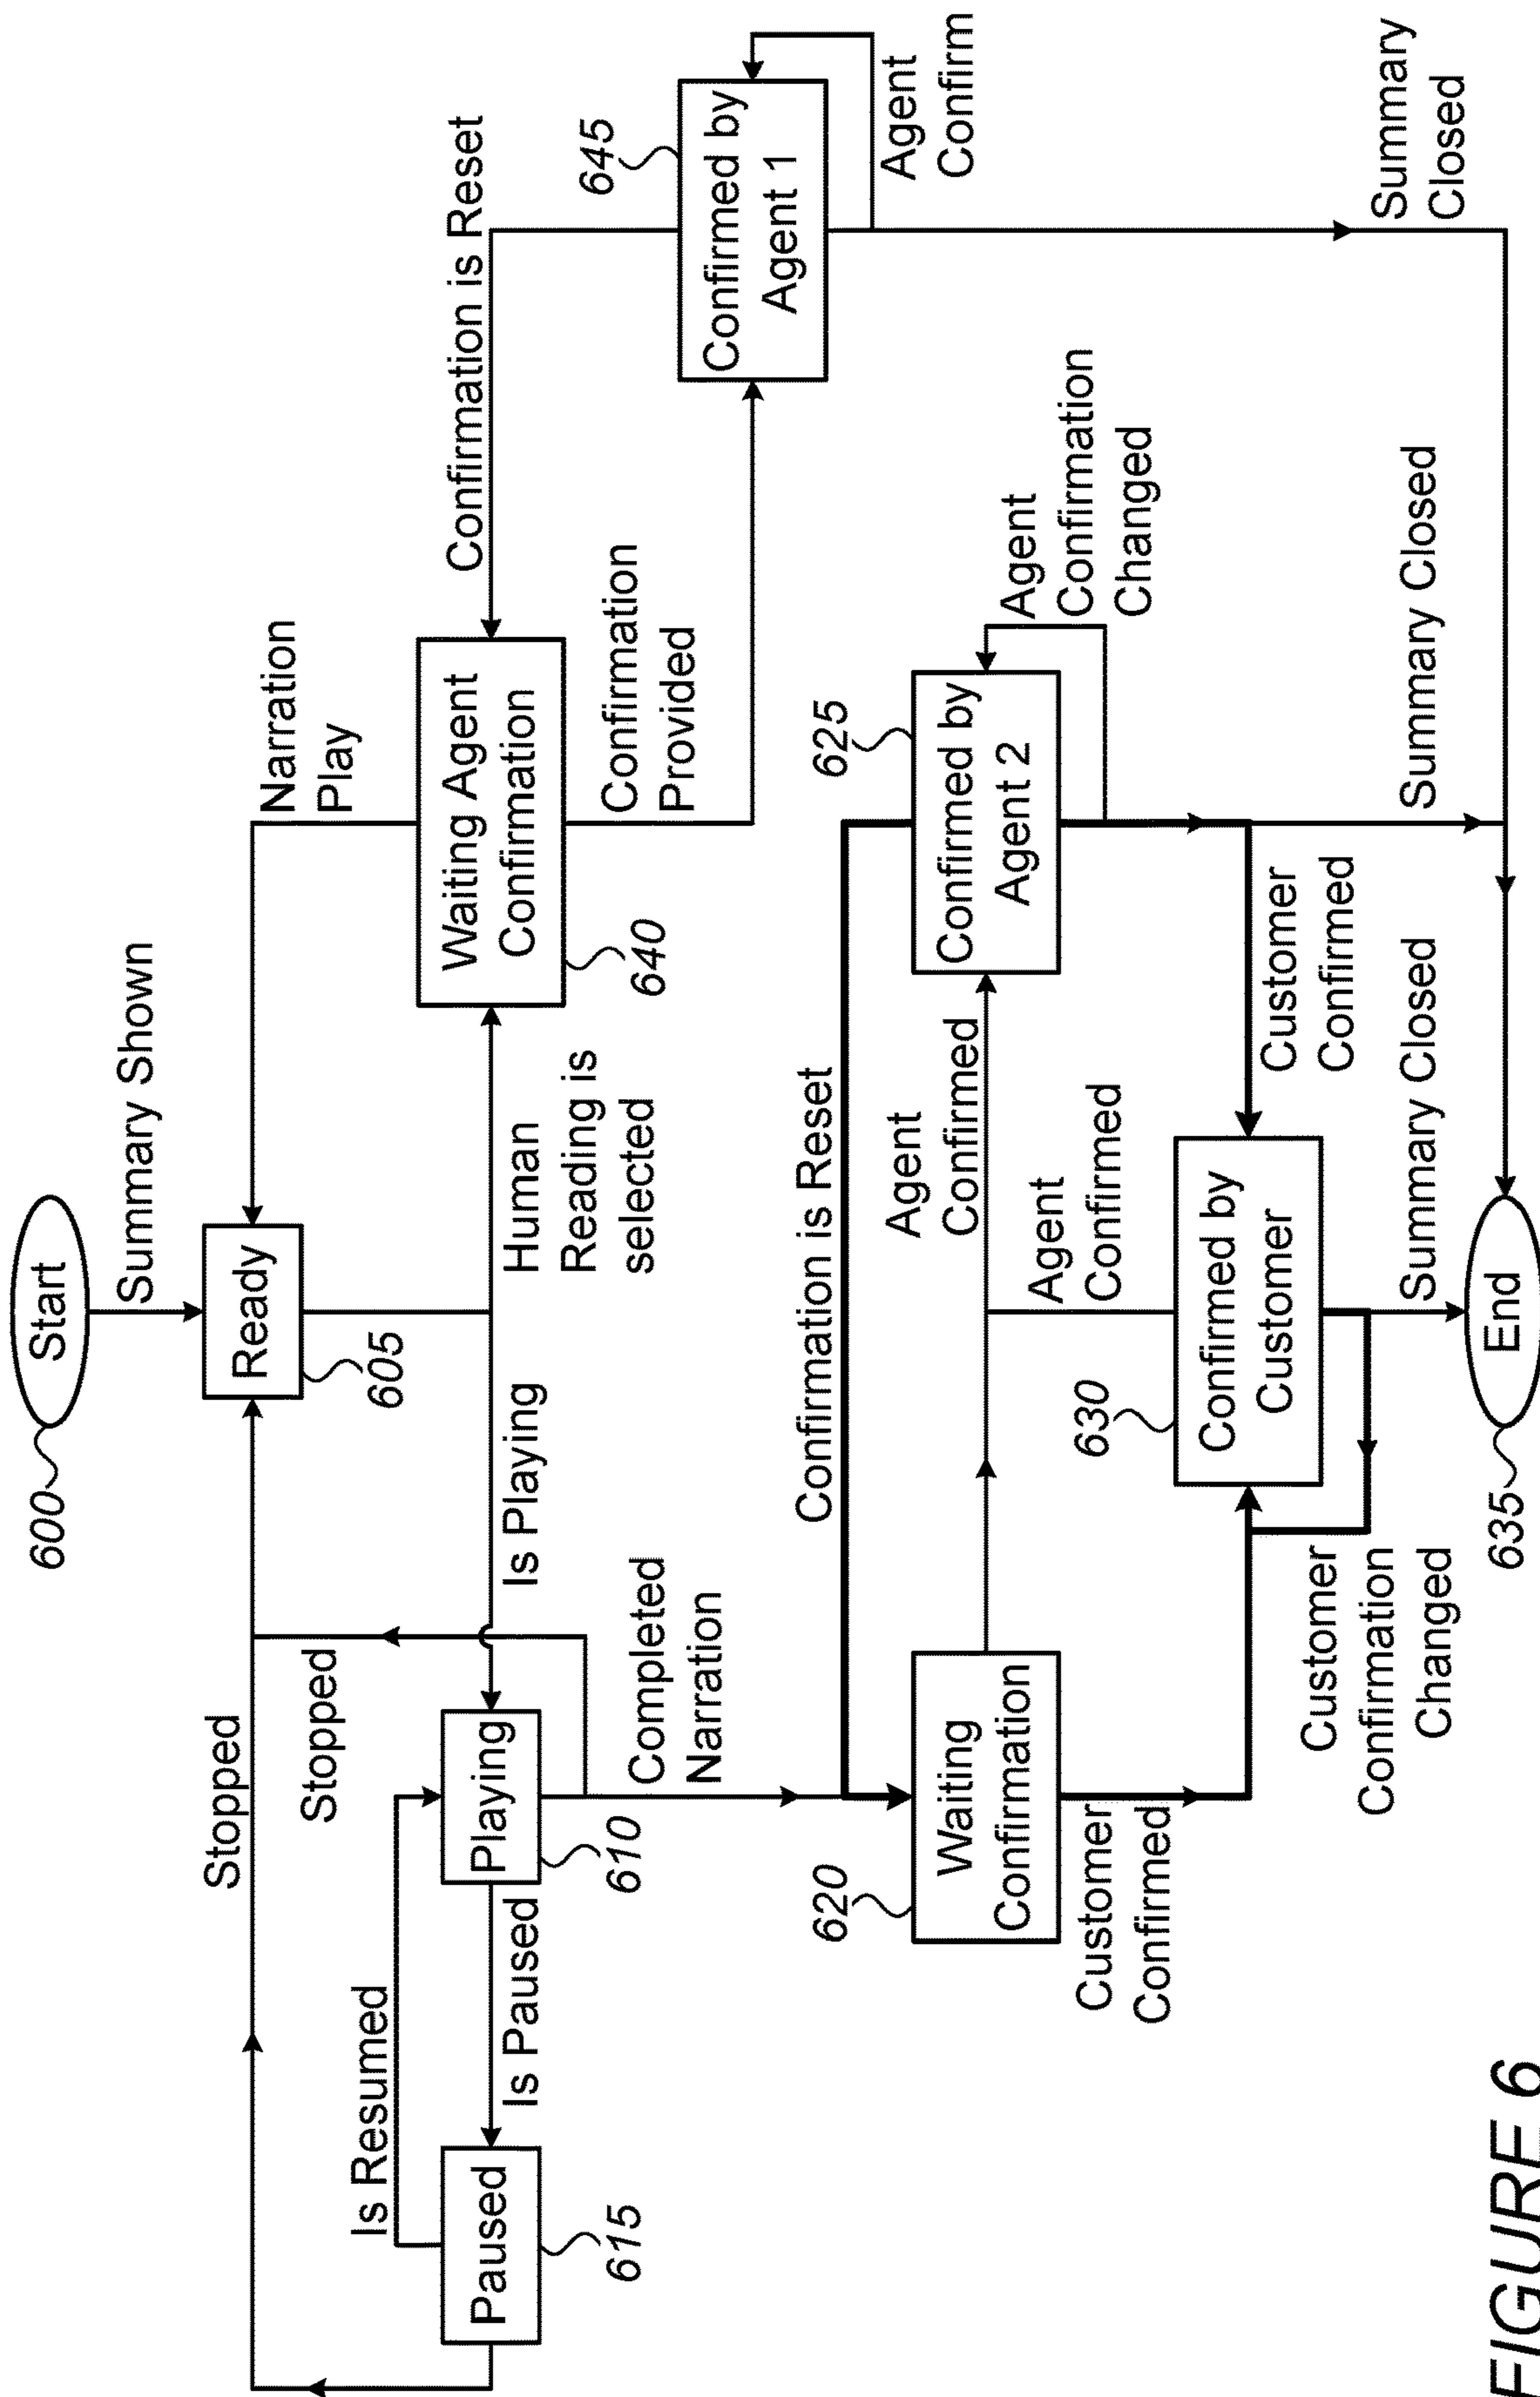 600
Start
Summary Shown
Stopped
Ready
605
Narration
Play
Is Resumed
Stopped
Paused
615
Is Paused
Playing
610
Is Playing
Human
Reading is
selected
Waiting Agent
Confirmation
640
Confirmation is Reset
645
Confirmed by
Agent 1
Agent
Confirm
Confirmation
Provided
Completed
Narration
Confirmation is Reset
620
Waiting
Confirmation
Agent
Confirmed
625
Confirmed by
Agent 2
Agent
Confirmation
Changed
Customer
Confirmed
Agent
Confirmed
630
Confirmed by
Customer
Customer
Confirmed
Customer
Confirmation
Changed
Summary Closed
Summary Closed
Summary
Closed
635
End
FIGURE 6